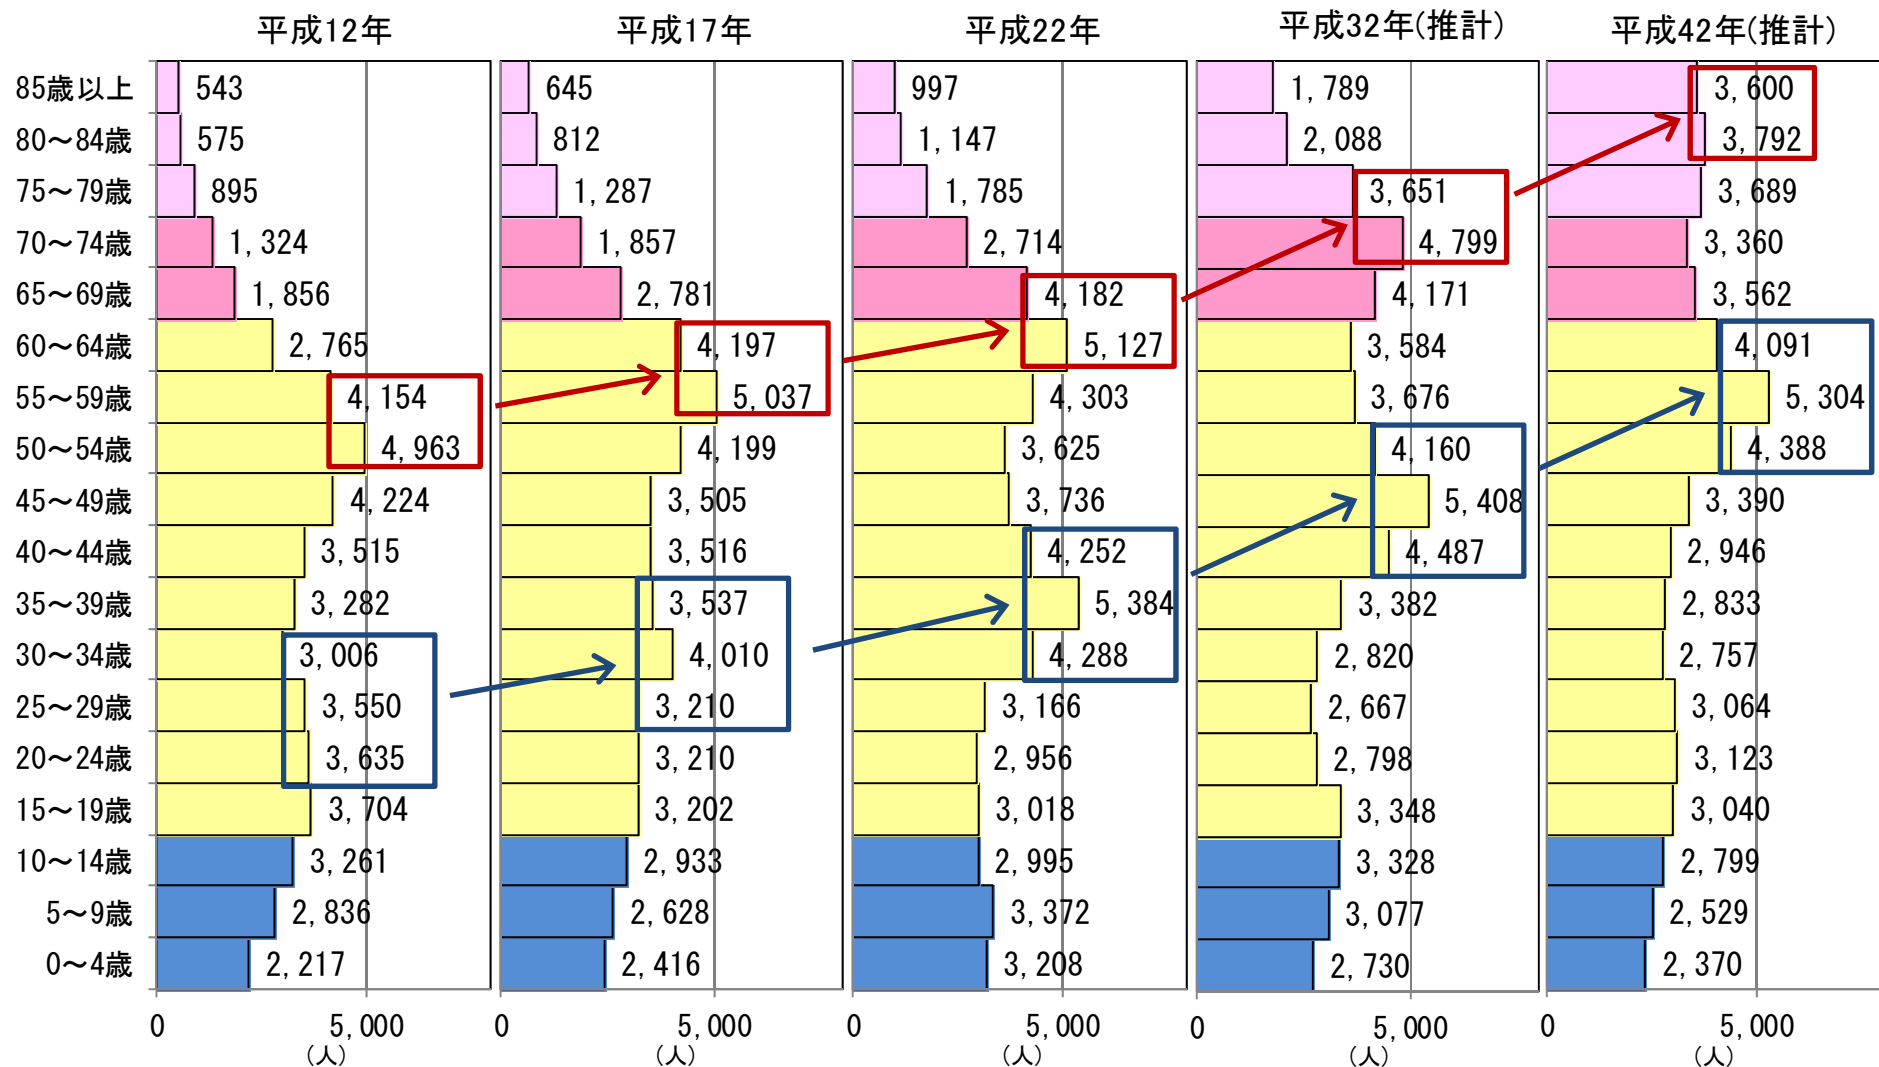 平成12年 平成17年 平成22年 平成32年(推計) 平成42年(推計)
85歳以上 543 645 997 1,789 3,600
80～84歳 575 812 1,147 2,088 3,792
75～79歳 895 1,287 1,785 3,651 3,689
70～74歳 1,324 1,857 2,714 4,799 3,360
65～69歳 1,856 2,781 4,182 4,171 3,562
60～64歳 2,765 4,197 5,127 3,584 4,091
55～59歳 4,154 5,037 4,303 3,676 5,304
50～54歳 4,963 4,199 3,625 4,160 4,388
45～49歳 4,224 3,505 3,736 5,408 3,390
40～44歳 3,515 3,516 4,252 4,487 2,946
35～39歳 3,282 3,537 5,384 3,382 2,833
30～34歳 3,006 4,010 4,288 2,820 2,757
25～29歳 3,550 3,210 3,166 2,667 3,064
20～24歳 3,635 3,210 2,956 2,798 3,123
15～19歳 3,704 3,202 3,018 3,348 3,040
10～14歳 3,261 2,933 2,995 3,328 2,799
5～9歳 2,836 2,628 3,372 3,077 2,529
0～4歳 2,217 2,416 3,208 2,730 2,370
0 5,000 0 5,000 0 5,000 0 5,000 0 5,000
(人) (人) (人) (人) (人)